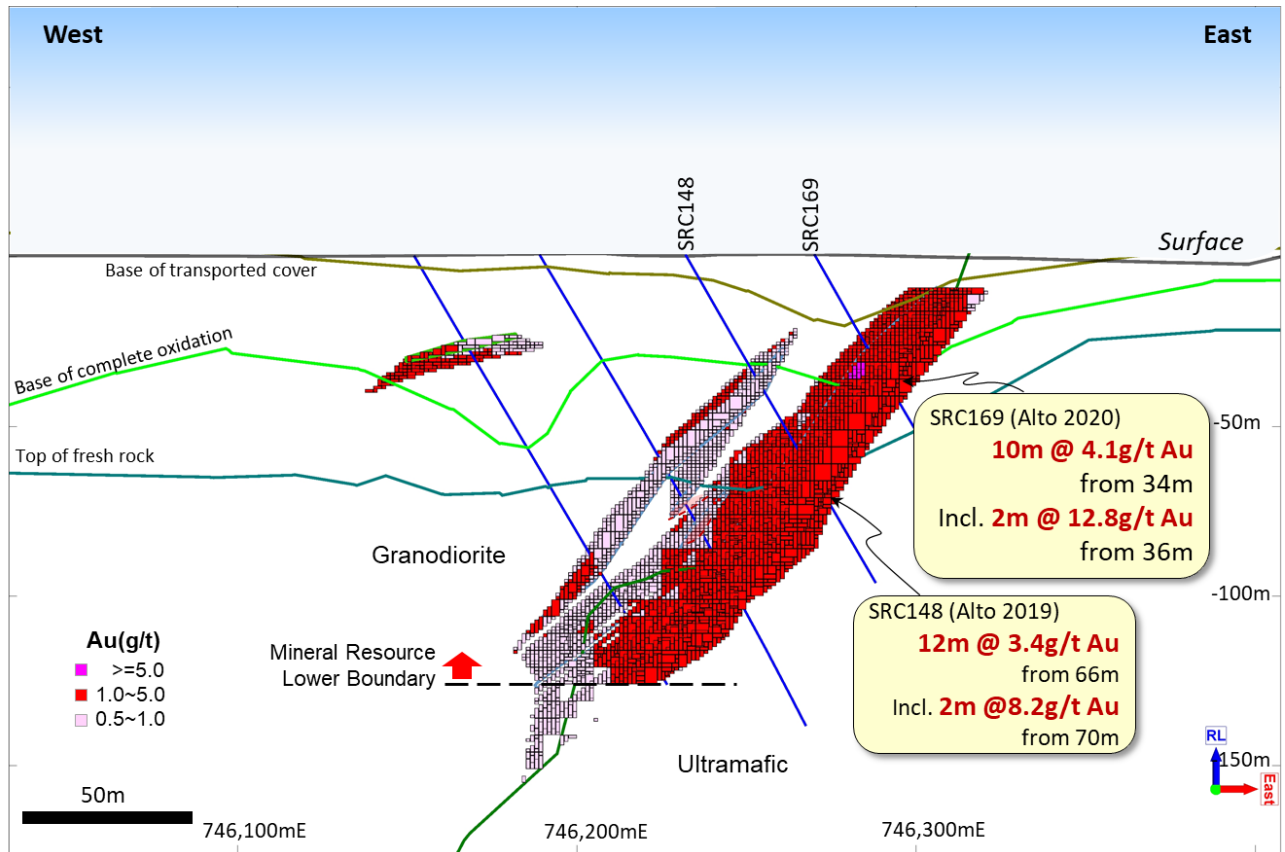 West
East
SRC148
SRC169
Surface
Base of transported cover
Base of complete oxidation
Top of fresh rock
-50m
SRC169 (Alto 2020)
10m @ 4.1g/t Au
from 34m
Incl. 2m @ 12.8g/t Au
from 36m
Granodiorite
-100m
SRC148 (Alto 2019)
12m @ 3.4g/t Au
from 66m
Incl. 2m @8.2g/t Au
from 70m
Au(g/t)
>=5.0
1.0~5.0
0.5~1.0
Mineral Resource
Lower Boundary
Ultramafic
RL
-150m
East
50m
746,100mE
746,200mE
746,300mE